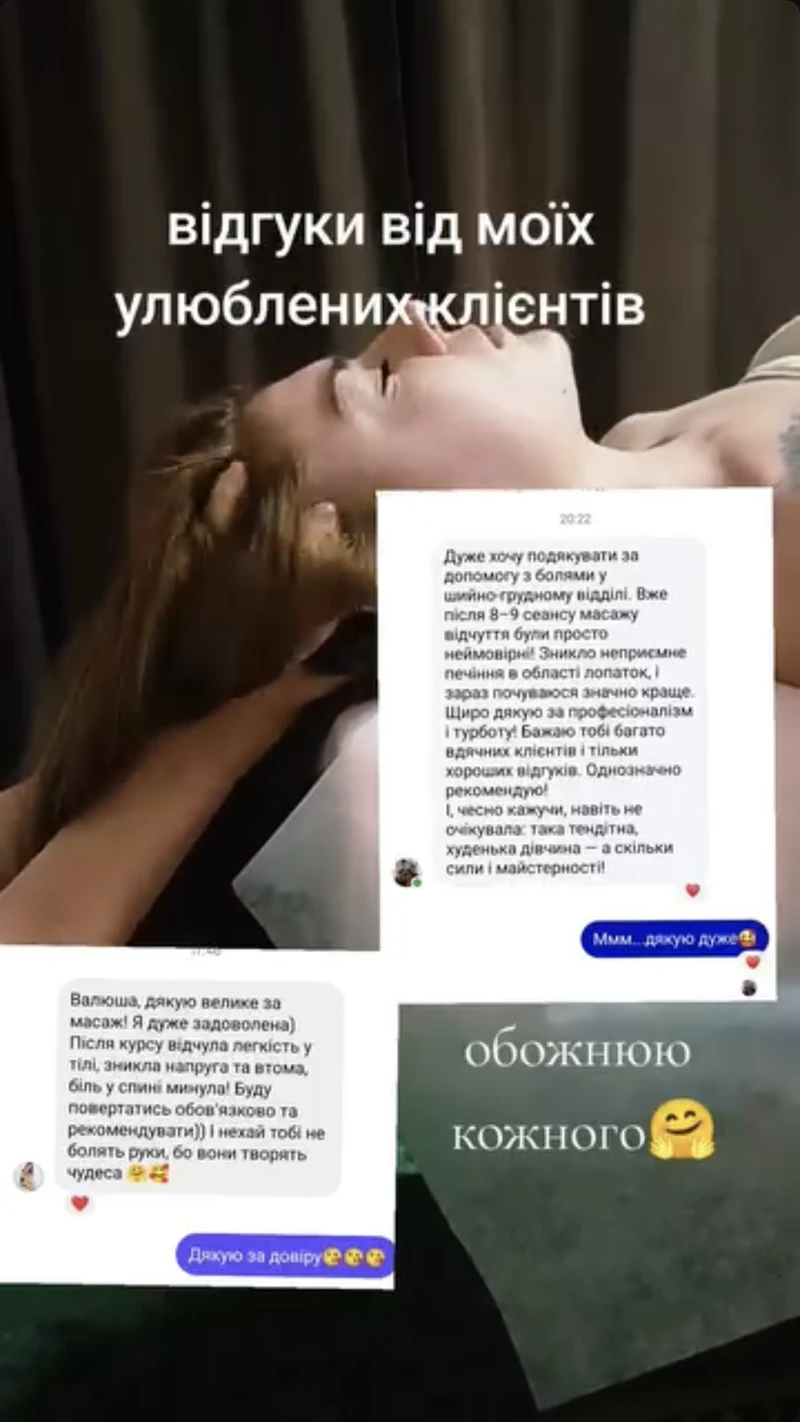 відгуки від моїх
улюблених клієнтів
20:22
Дуже хочу подякувати за
допомогу з болями у
шийно-грудному відділі. Вже
після 8–9 сеансу масажу
відчуття були просто
неймовірні! Зникло неприємне
печіння в області лопаток, і
зараз почуваюся значно краще.
Щиро дякую за професіоналізм
і турботу! Бажаю тобі багато
вдячних клієнтів і тільки
хороших відгуків. Однозначно
рекомендую!
І, чесно кажучи, навіть не
очікувала: така тендітна,
худенька дівчина — а скільки
сили і майстерності!
❤️
Ммм...дякую дуже🥰
❤️
Валюша, дякую велике за
масаж! Я дуже задоволена)
Після курсу відчула легкість у
тілі, зникла напруга та втома,
біль у спині минула! Буду
повертатись обов'язково та
рекомендувати)) І нехай тобі не
болять руки, бо вони творять
чудеса 🤗🥰
❤️
Дякую за довіру😘😘😘
обожнюю
кожного🤗